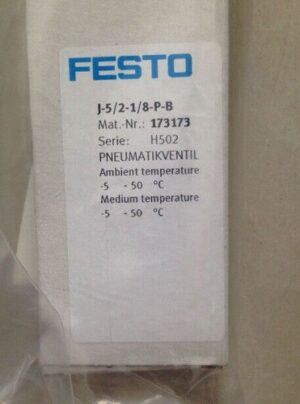 FESTO
J-5/2-1/8-P-B
Mat.-Nr.: 173173
Serie: H502
PNEUMATIKVENTIL
Ambient temperature
-5 - 50 °C
Medium temperature
-5 - 50 °C